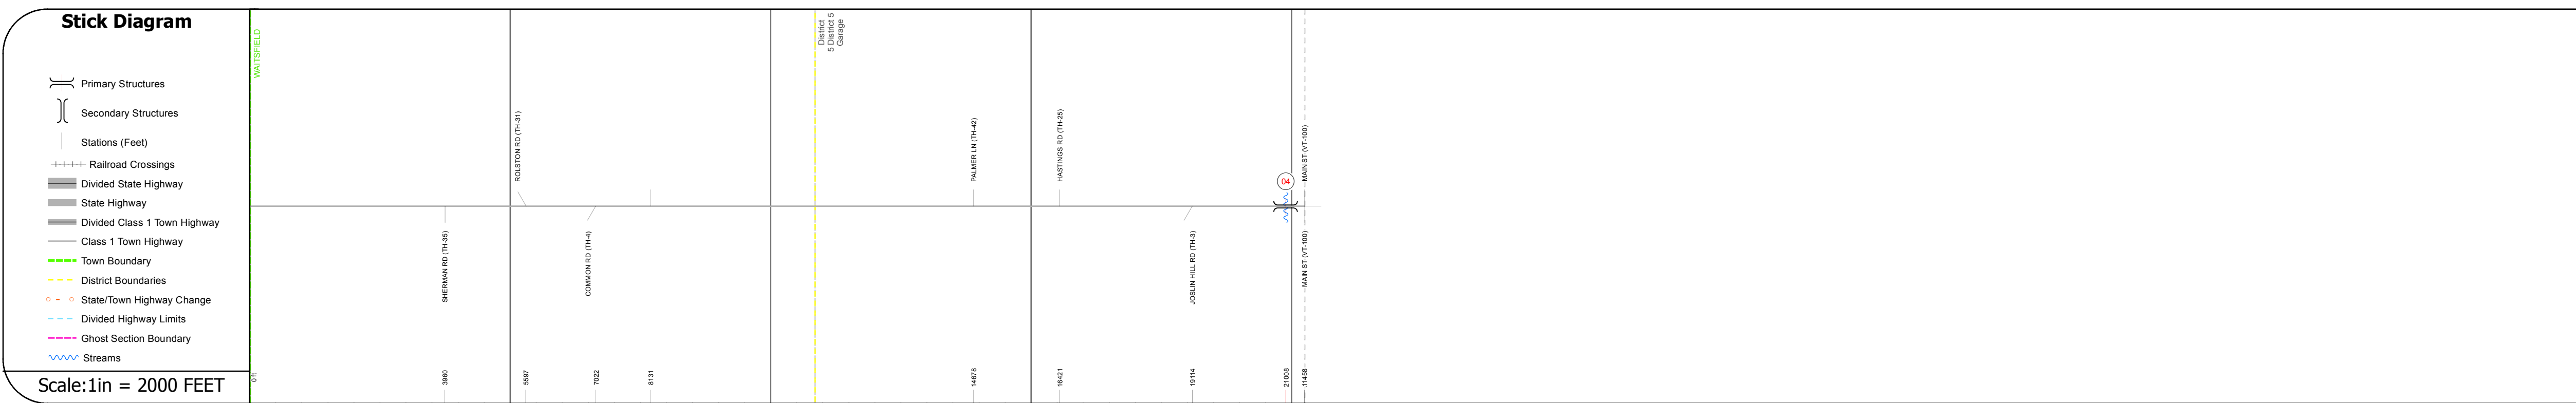 Stick Diagram
Primary Structures
Secondary Structures
Stations (Feet)
Railroad Crossings
Divided State Highway
State Highway
Divided Class 1 Town Highway
Class 1 Town Highway
Town Boundary
District Boundaries
State/Town Highway Change
Divided Highway Limits
Ghost Section Boundary
Streams
Scale:1in = 2000 FEET
WAITSFIELD
District
5 District 5
Garage
ROLSTON RD (TH-31)
PALMER LN (TH-42)
HASTINGS RD (TH-25)
MAIN ST (VT-100)
04
SHERMAN RD (TH-35)
COMMON RD (TH-4)
JOSLIN HILL RD (TH-3)
MAIN ST (VT-100)
0 ft
3960
5597
7022
8131
14678
16421
19114
21008
11458